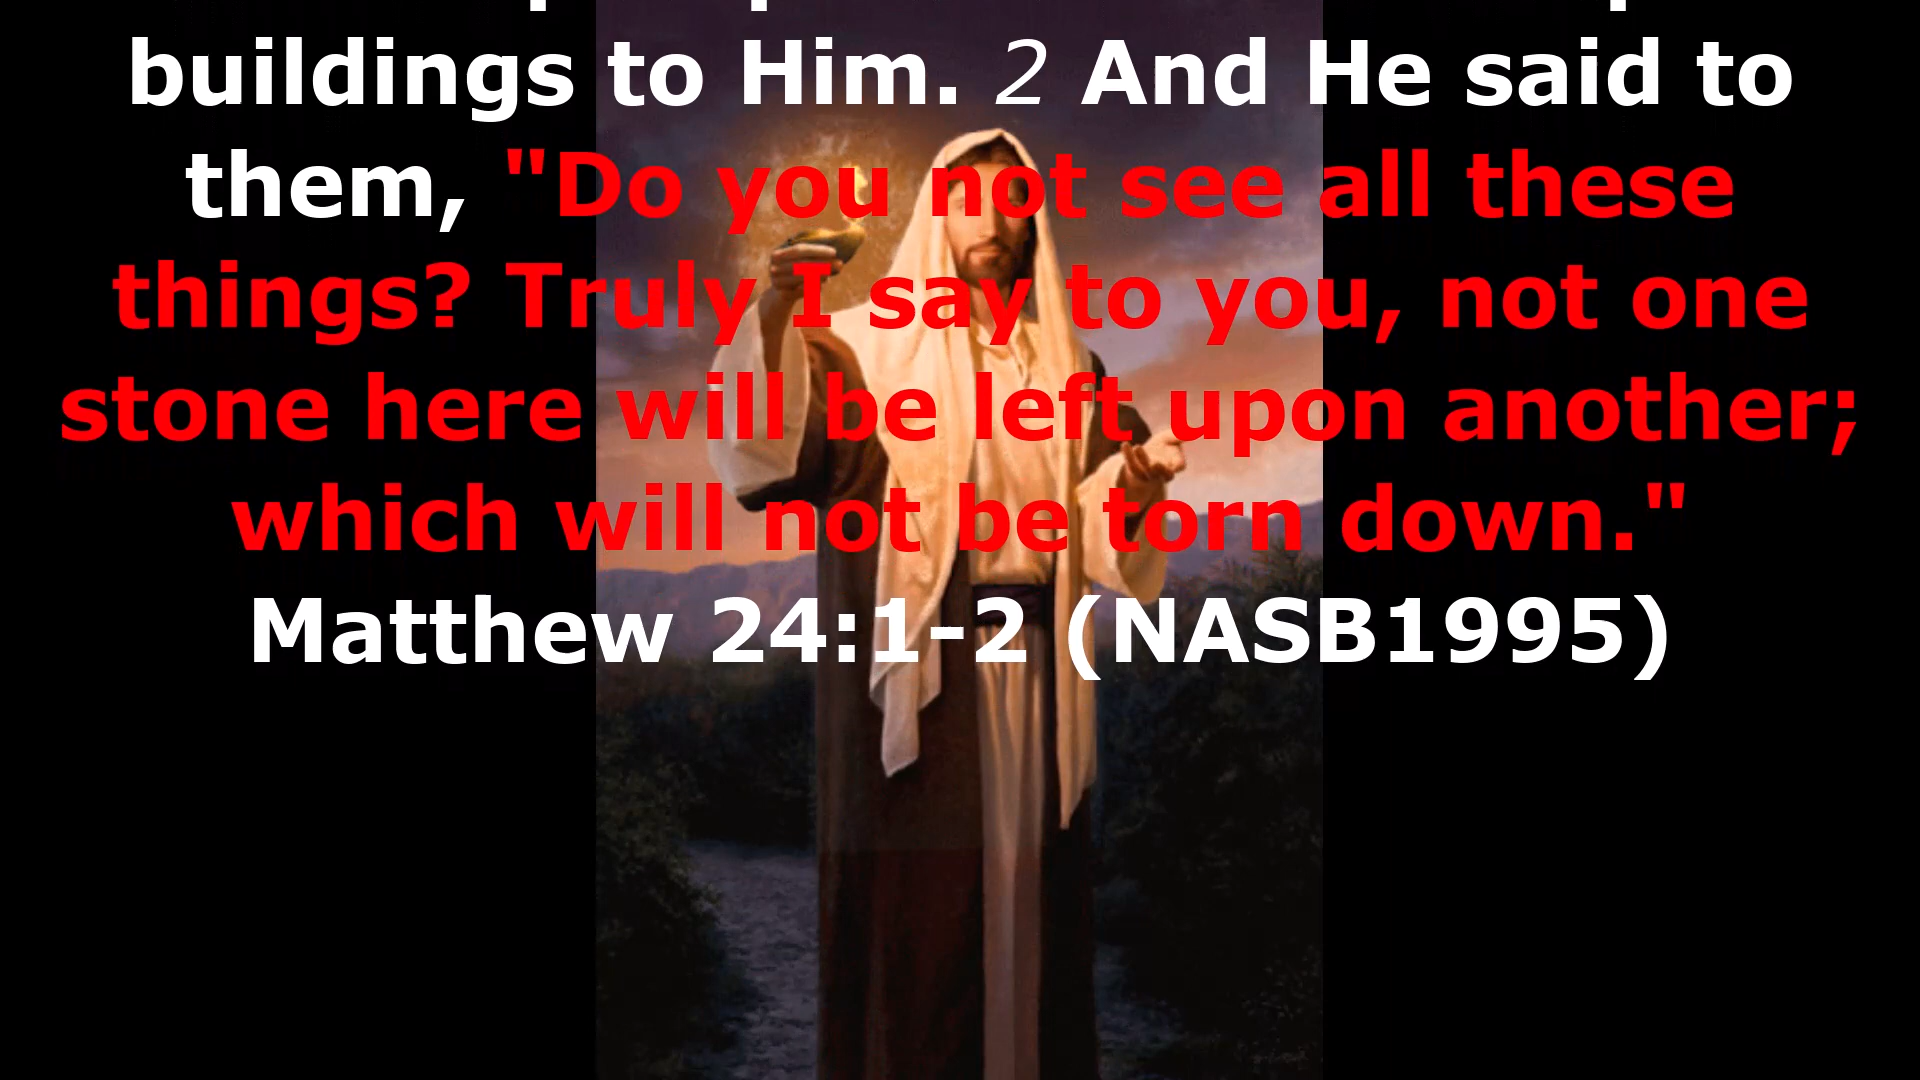 buildings to Him. 2 And He said to
them, "Do you not see all these
things? Truly I say to you, not one
stone here will be left upon another;
which will not be torn down."
Matthew 24:1-2 (NASB1995)